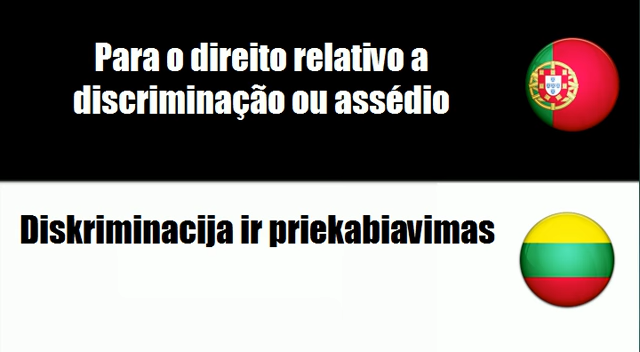 Para o direito relativo a
discriminação ou assédio
Diskriminacija ir priekabiavimas